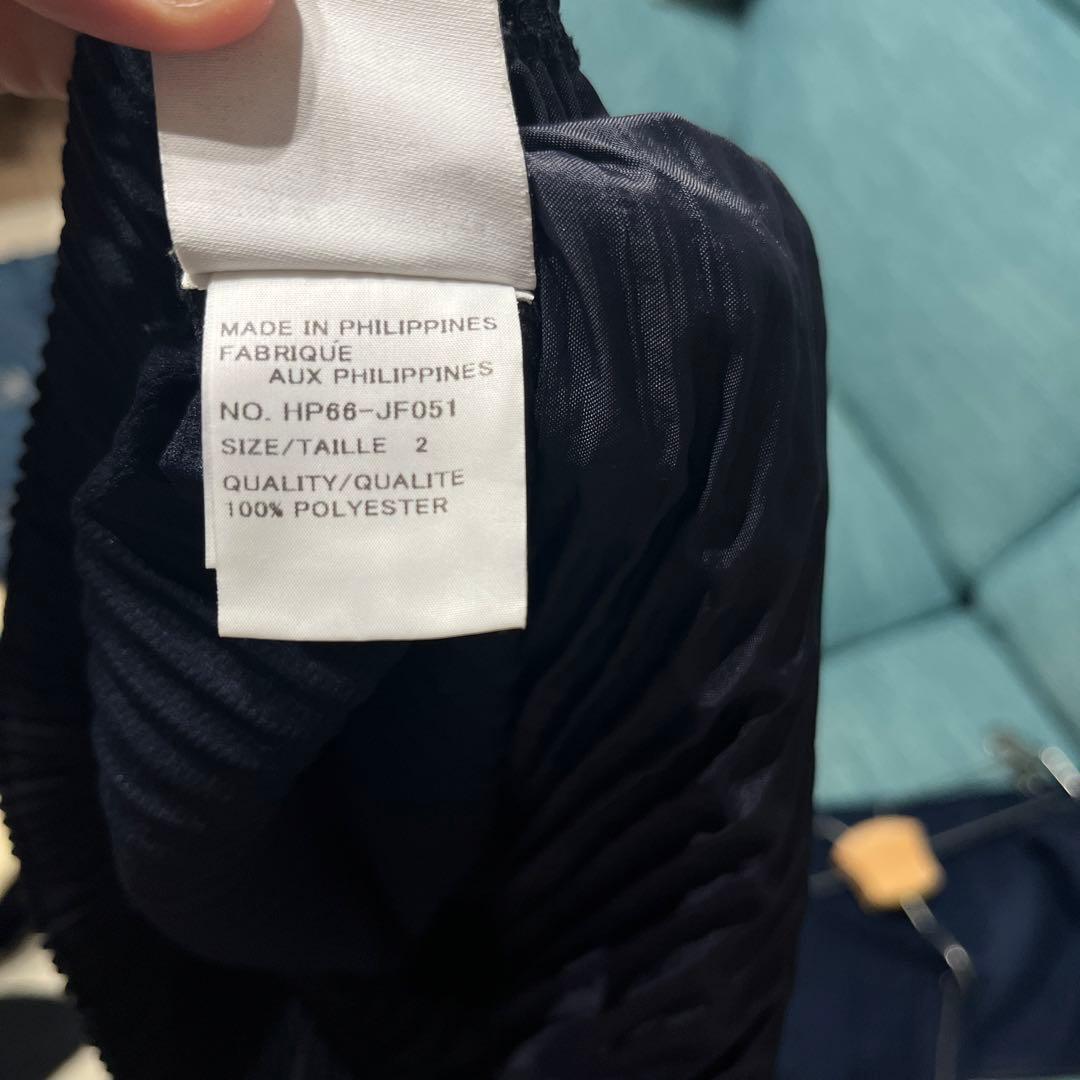 MADE IN PHILIPPINES
FABRIQUÉ
AUX PHILIPPINES
NO. HP66-JF051
SIZE/TAILLE 2
QUALITY/QUALITE
100% POLYESTER